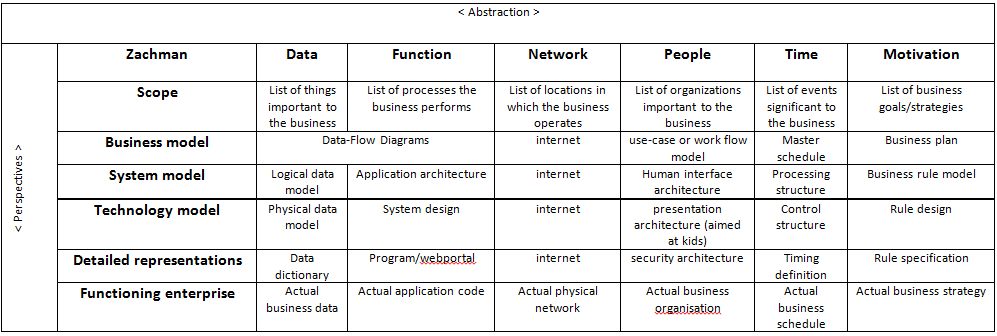 < Abstraction >
< Perspectives >
Zachman Data Function Network People Time Motivation
Scope
List of things
important to
the business
List of processes the
business performs
List of locations in
which the business
operates
List of organizations
important to the
business
List of events
significant to
the business
List of business
goals/strategies
Business model
Data-Flow Diagrams
internet
use-case or work flow
model
Master
schedule
Business plan
System model
Logical data
model
Application architecture
internet
Human interface
architecture
Processing
structure
Business rule model
Technology model
Physical data
model
System design
internet
presentation
architecture (aimed
at kids)
Control
structure
Rule design
Detailed representations
Data
dictionary
Program/webportal
internet
security architecture
Timing
definition
Rule specification
Functioning enterprise
Actual
business data
Actual application code
Actual physical
network
Actual business
organisation
Actual
business
schedule
Actual business strategy